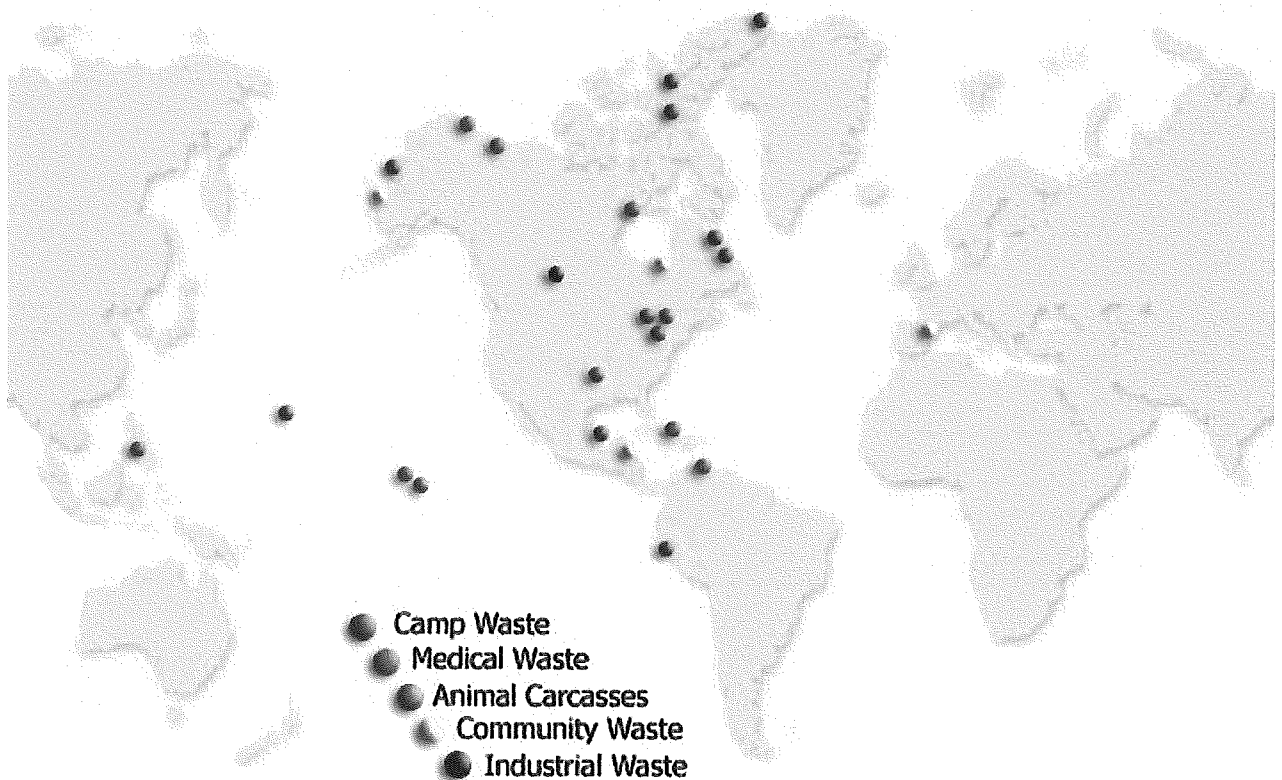 Camp Waste
Medical Waste
Animal Carcasses
Community Waste
Industrial Waste